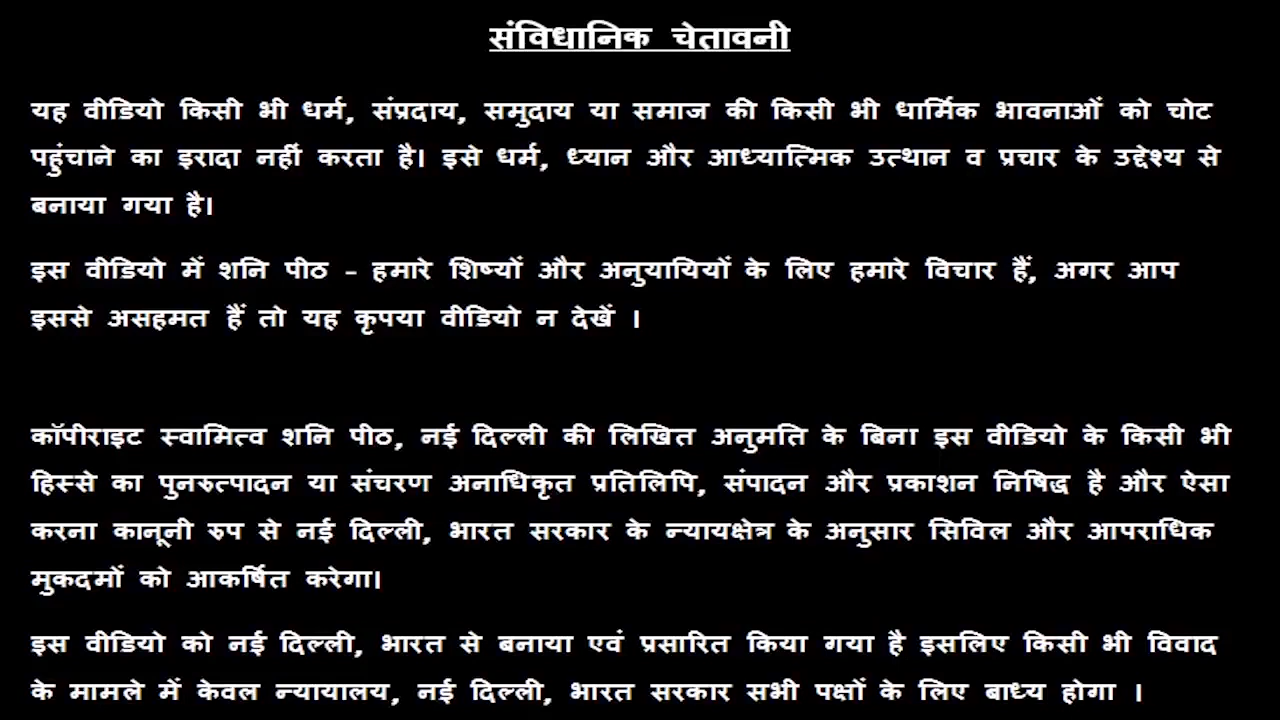 संविधानिक चेतावनी
यह वीडियो किसी भी धर्म, संप्रदाय, समुदाय या समाज की किसी भी धार्मिक भावनाओं को चोट
पहुंचाने का इरादा नहीं करता है। इसे धर्म, ध्यान और आध्यात्मिक उत्थान व प्रचार के उद्देश्य से
बनाया गया है।
इस वीडियो में शनि पीठ – हमारे शिष्यों और अनुयायियों के लिए हमारे विचार हैं, अगर आप
इससे असहमत हैं तो यह कृपया वीडियो न देखें ।
कॉपीराइट स्वामित्व शनि पीठ, नई दिल्ली की लिखित अनुमति के बिना इस वीडियो के किसी भी
हिस्से का पुनरुत्पादन या संचरण अनाधिकृत प्रतिलिपि, संपादन और प्रकाशन निषिद्ध है और ऐसा
करना कानूनी रुप से नई दिल्ली, भारत सरकार के न्यायक्षेत्र के अनुसार सिविल और आपराधिक
मुकदमों को आकर्षित करेगा।
इस वीडियो को नई दिल्ली, भारत से बनाया एवं प्रसारित किया गया है इसलिए किसी भी विवाद
के मामले में केवल न्यायालय, नई दिल्ली, भारत सरकार सभी पक्षों के लिए बाध्य होगा ।